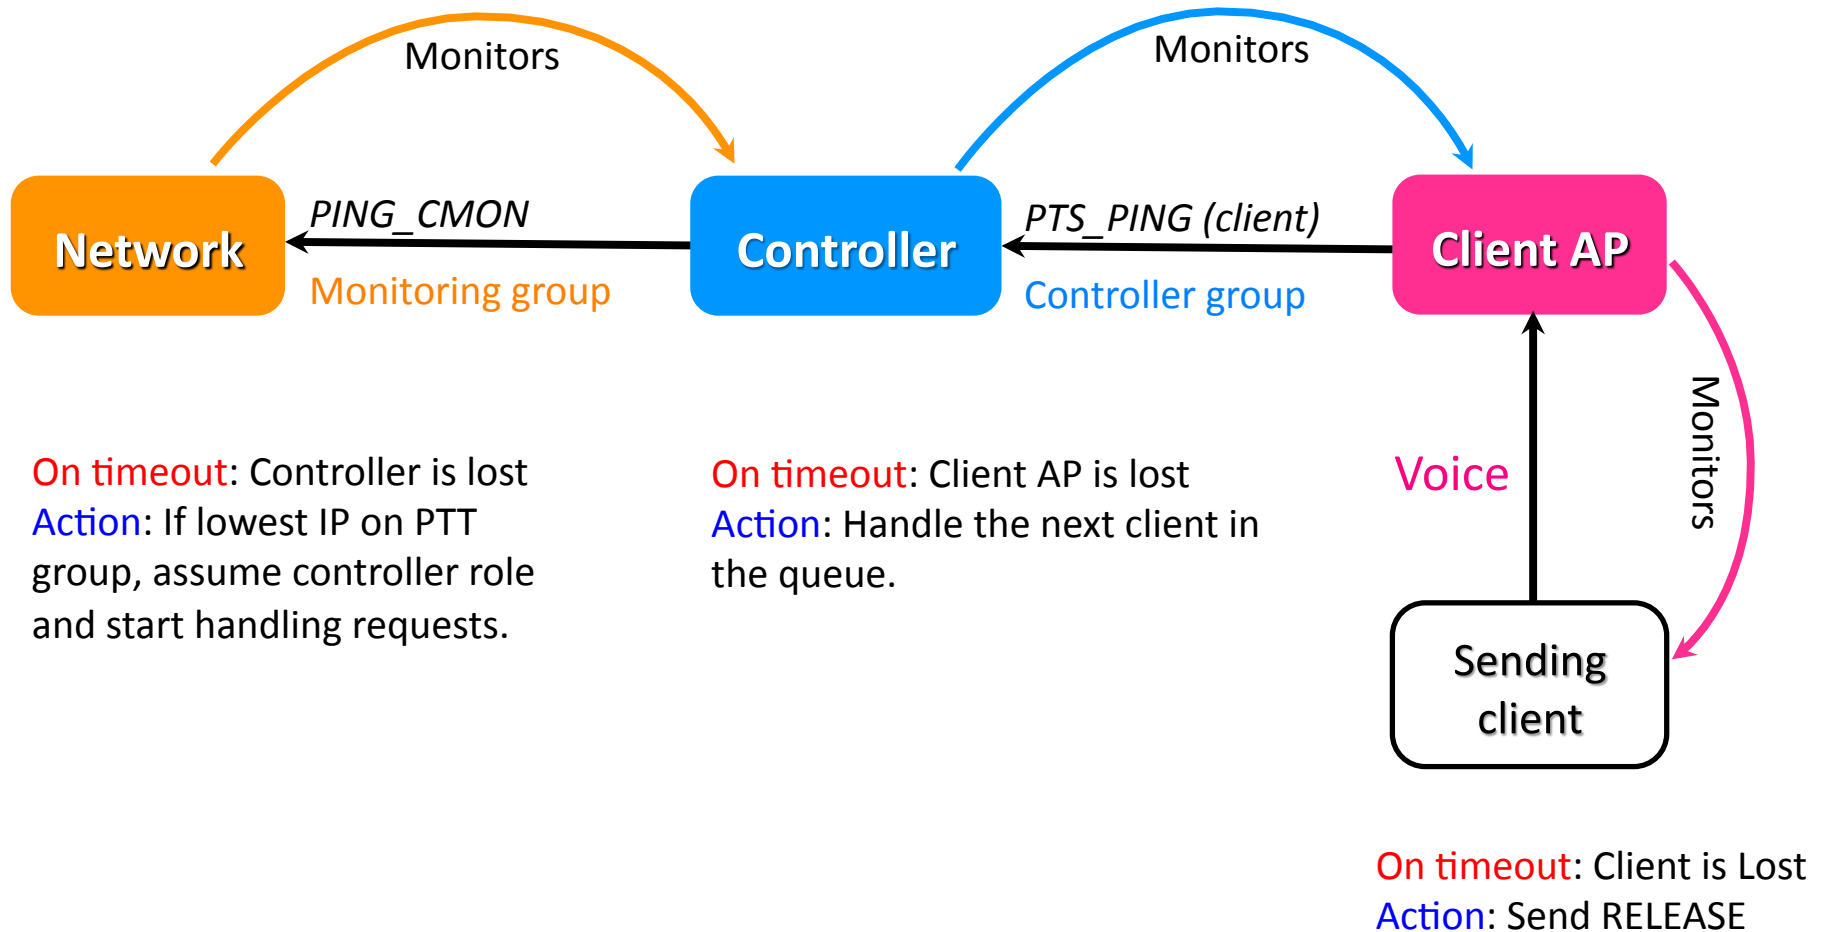 Monitors
Monitors
Network
PING_CMON
Monitoring group
Controller
PTS_PING (client)
Controller group
Client AP
Monitors
Voice
Sending
client
On timeout: Controller is lost
Action: If lowest IP on PTT
group, assume controller role
and start handling requests.
On timeout: Client AP is lost
Action: Handle the next client in
the queue.
On timeout: Client is Lost
Action: Send RELEASE